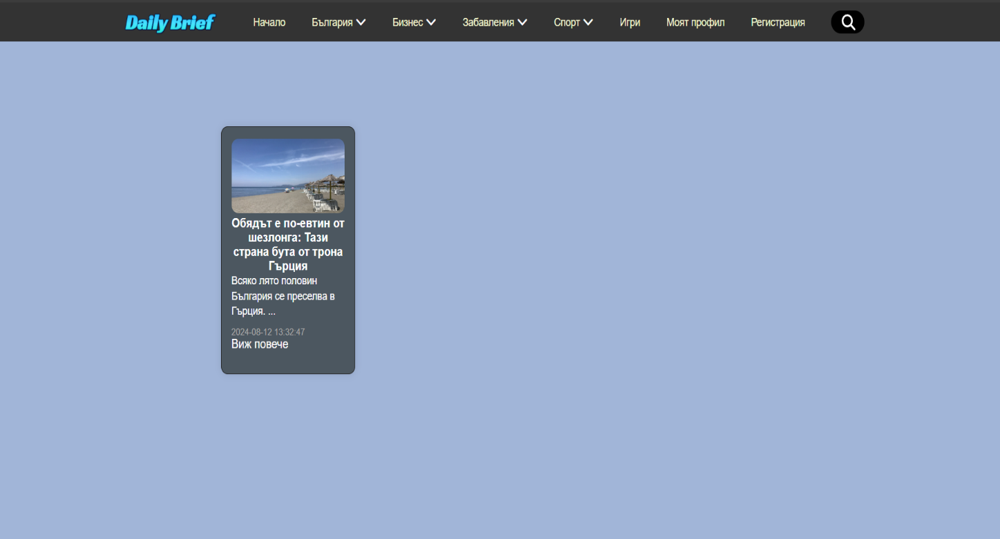 Daily Brief Начало България Бизнес Забавления Спорт Игри Моят профил Регистрация
Обядът е по-евтин от
шезлонга: Тази
страна бута от трона
Гърция
Всяко лято половин
България се преселва в
Гърция. ...
2024-08-12 13:32:47
Виж повече